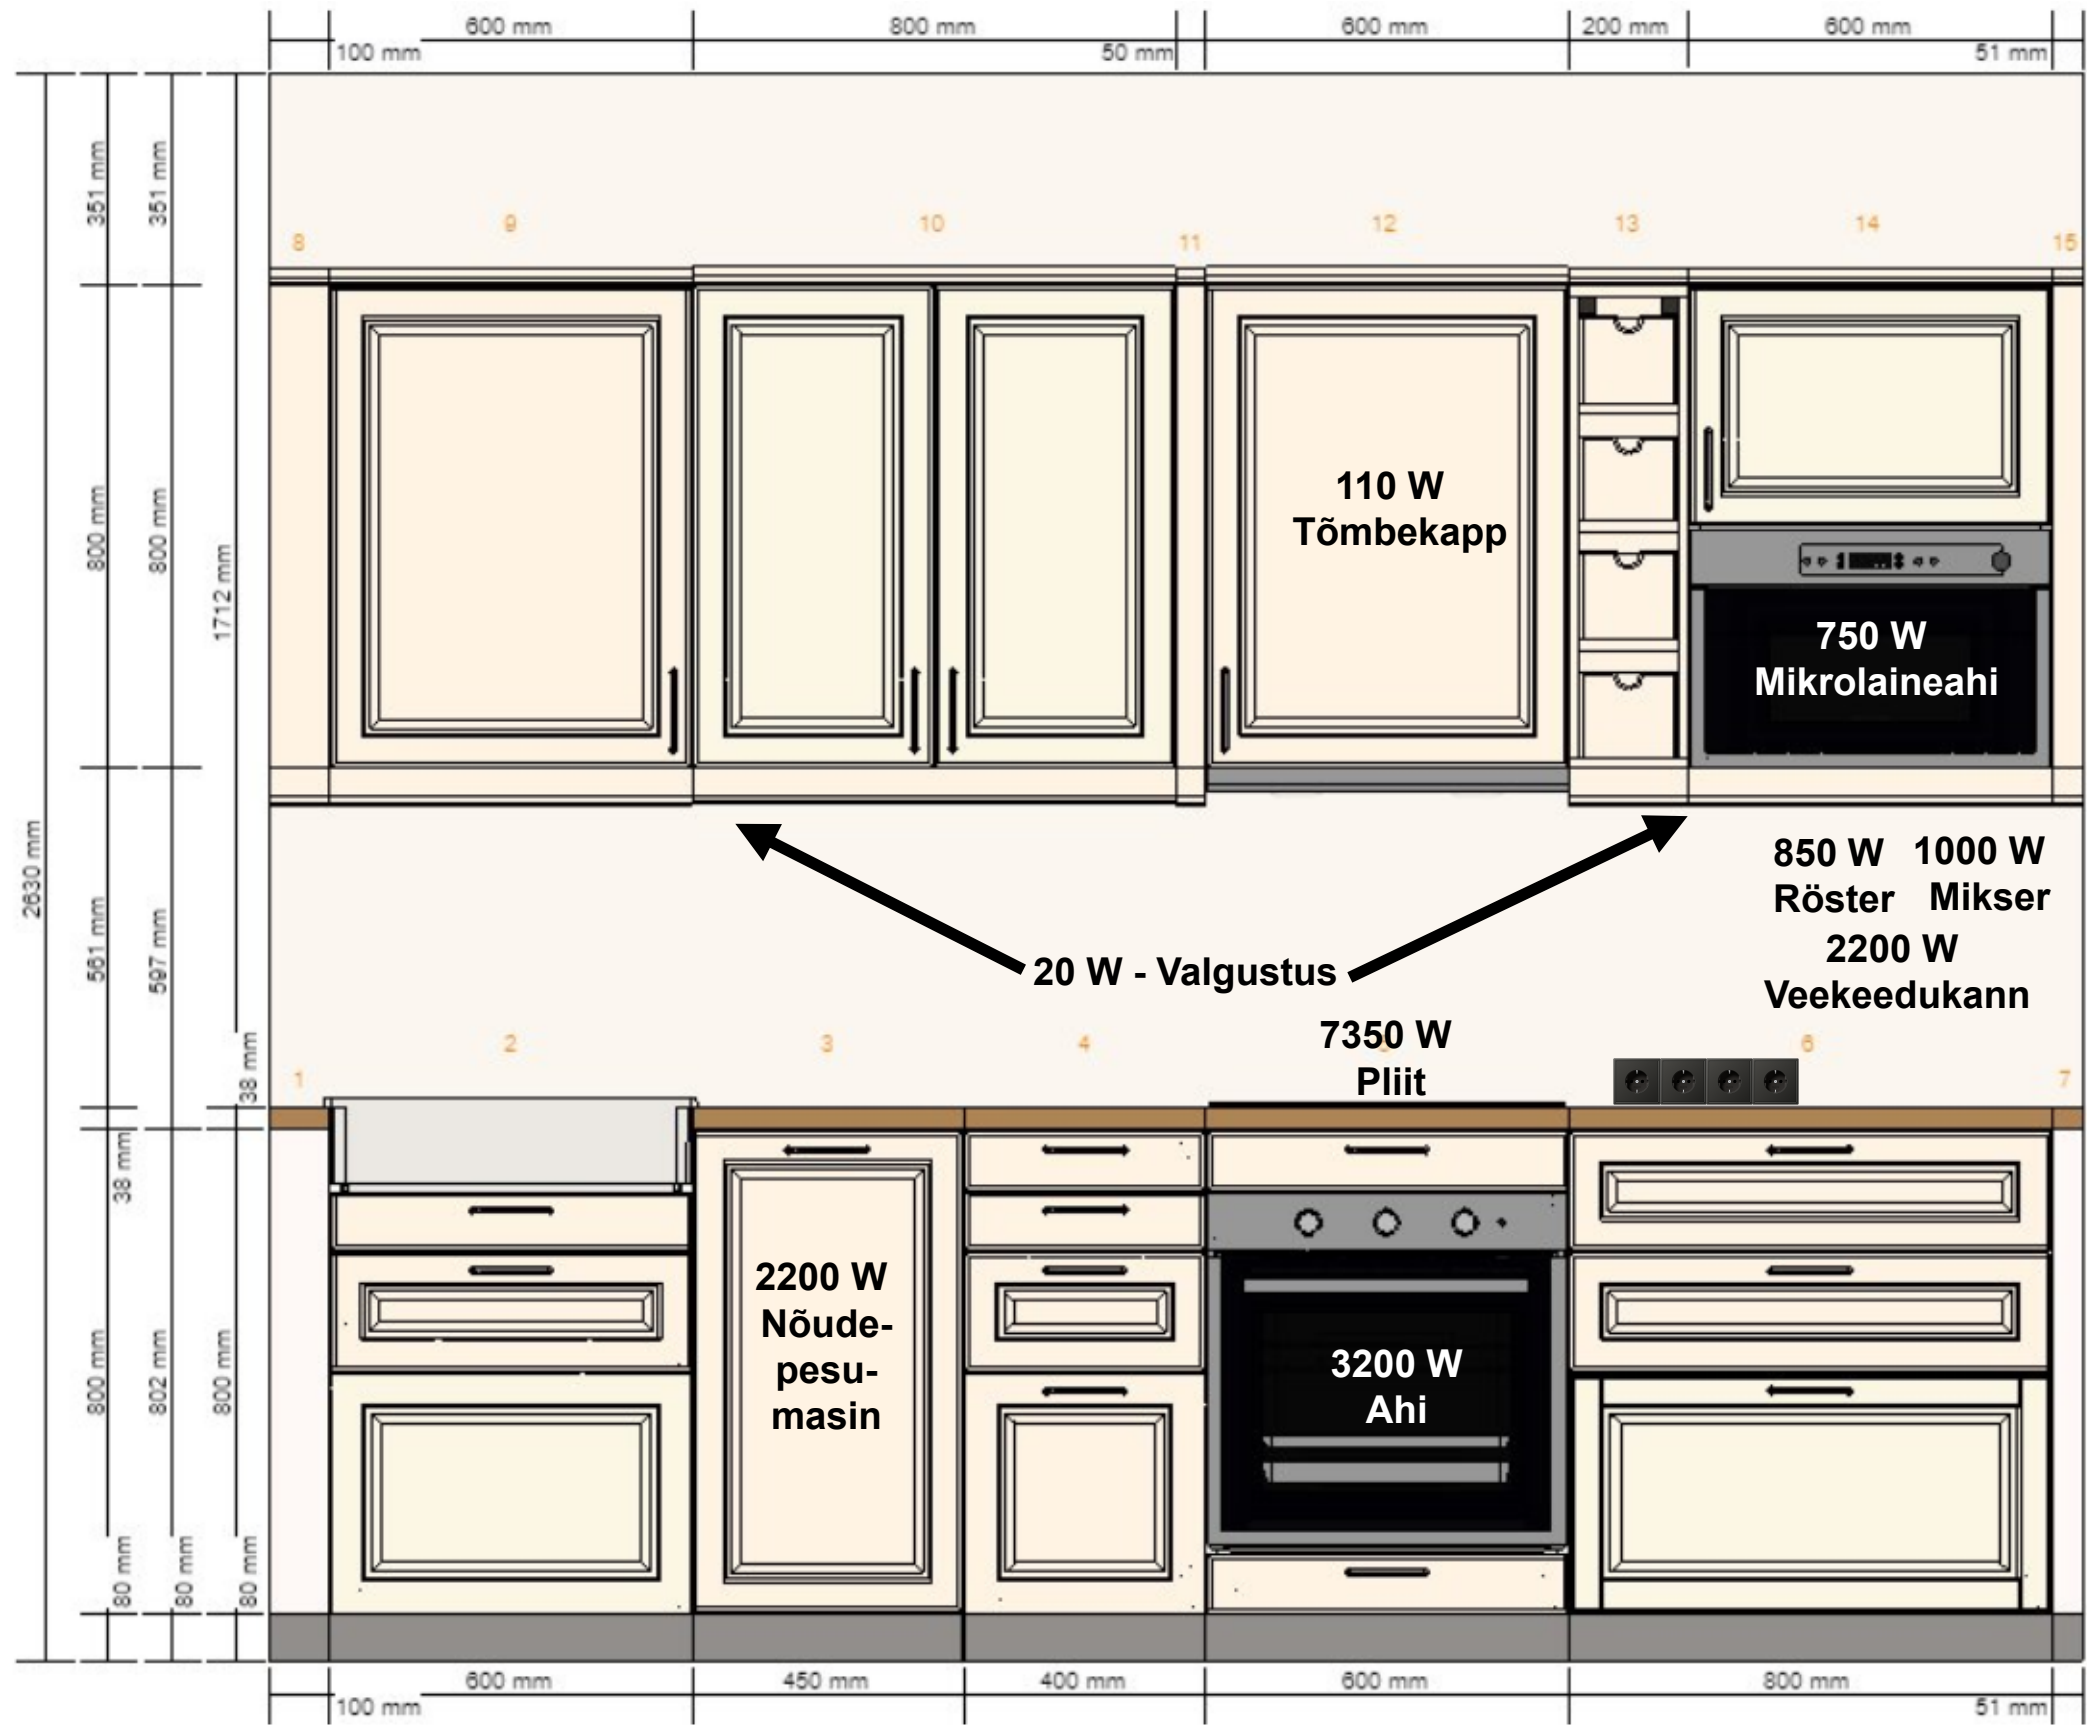 600 mm 800 mm 600 mm 200 mm 600 mm
100 mm 50 mm 51 mm
351 mm 351 mm
8 9 10 11 12 13 14 15
800 mm 800 mm
1712 mm
2630 mm
110 W
Tõmbekapp
750 W
Mikrolaineahi
850 W 1000 W
Röster Mikser
2200 W
Veekeedukann
20 W - Valgustus
561 mm 597 mm
38 mm
7350 W
Pliit
1 2 3 4 6 7
38 mm
2200 W
Nõude-
pesu-
masin
3200 W
Ahi
800 mm 802 mm 800 mm
80 mm 80 mm 80 mm
600 mm 450 mm 400 mm 600 mm 800 mm
100 mm 51 mm